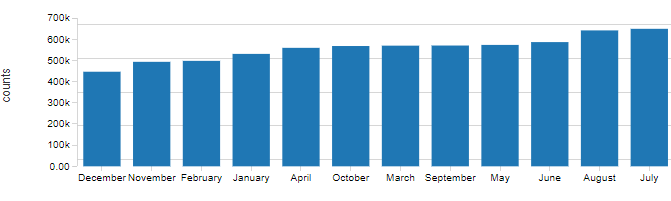 700k
600k
500k
400k
300k
200k
100k
0.00
counts
December November February January April October March September May June August July